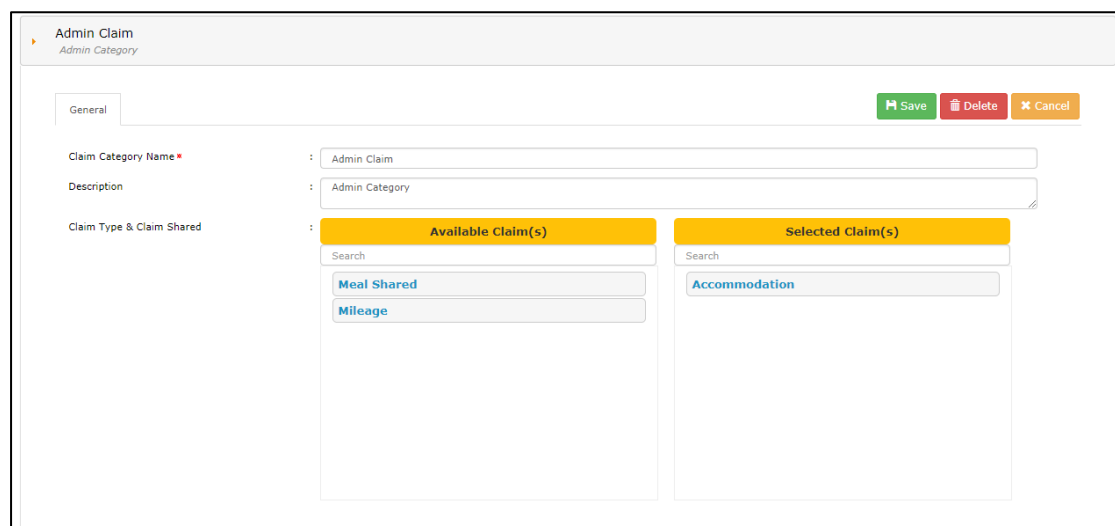 Admin Claim
Admin Category
General
Save Delete Cancel
Claim Category Name* : Admin Claim
Description : Admin Category
Claim Type & Claim Shared : Available Claim(s) Selected Claim(s)
Search Search
Meal Shared Accommodation
Mileage